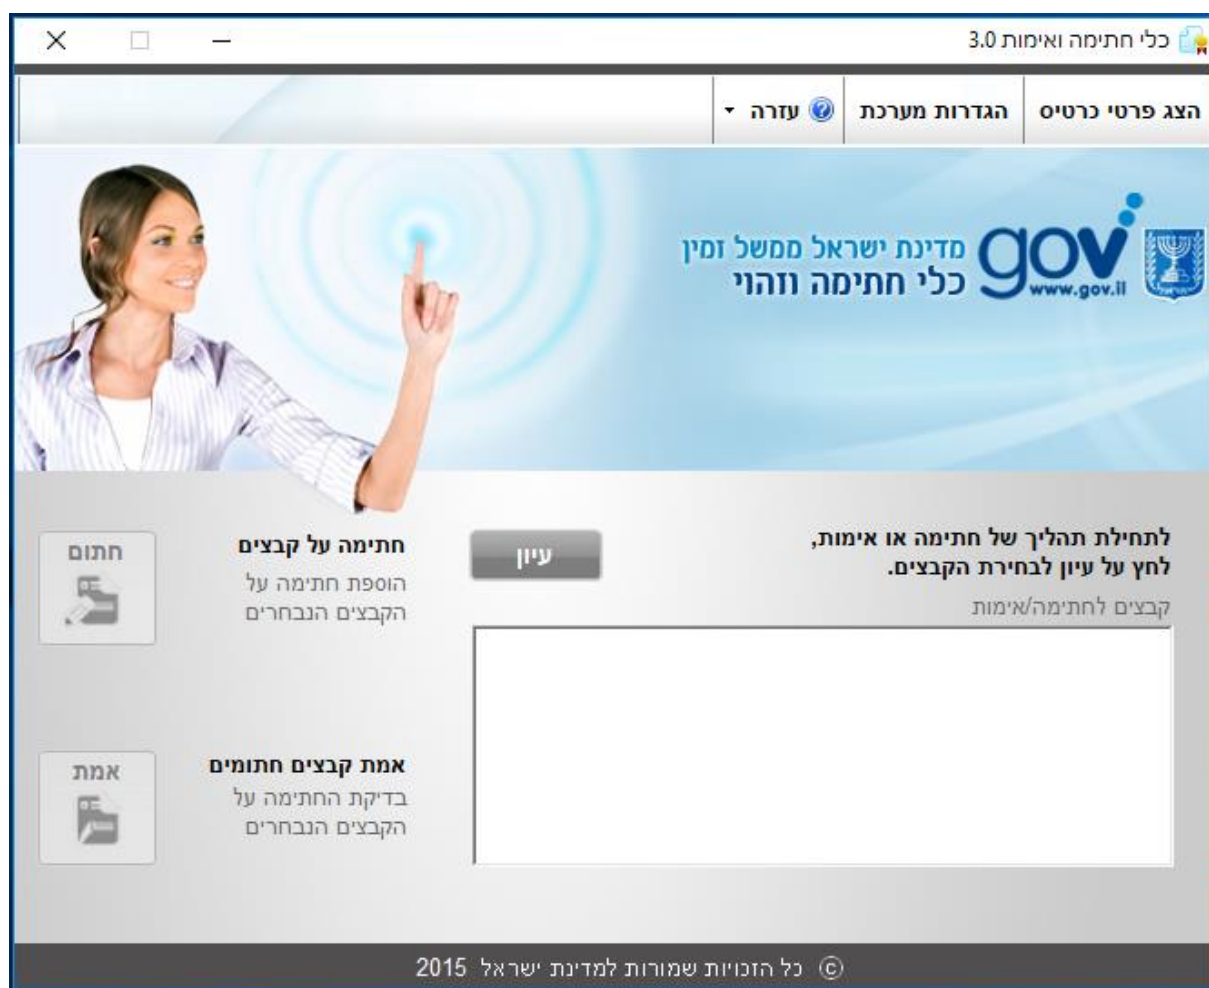 כלי חתימה ואימות 3.0
הצג פרטי כרטיס
הגדרות מערכת
עזרה
gov
www.gov.il
מדינת ישראל ממשל זמין
כלי חתימה וזהוי
לתחילת תהליך של חתימה או אימות,
לחץ על עיון לבחירת הקבצים.
עיון
קבצים לחתימה/אימות
חתימה על קבצים
הוספת חתימה על
הקבצים הנבחרים
חתום
אמת קבצים חתומים
בדיקת החתימה על
הקבצים הנבחרים
אמת
© כל הזכויות שמורות למדינת ישראל 2015